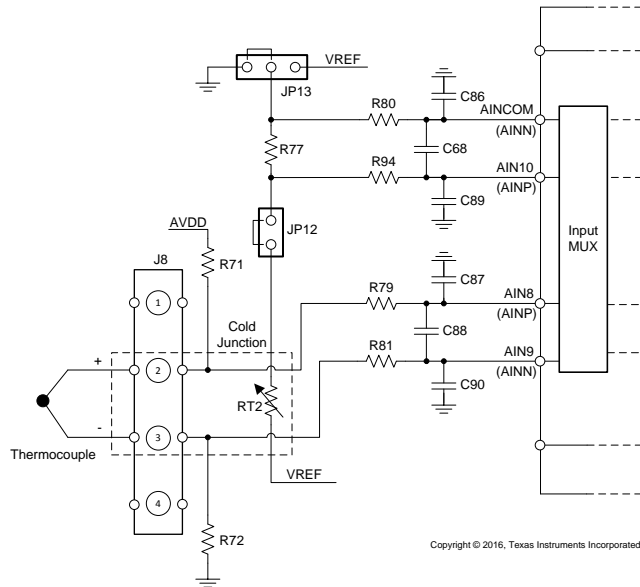 VREF
JP13
C86
R80
AINCOM
(AINN)
R77
C68
R94
AIN10
(AINP)
C89
JP12
Input
MUX
AVDD
R71
J8
C87
1
R79
AIN8
(AINP)
Cold
Junction
C88
R81
AIN9
(AINN)
+
2
RT2
C90
-
3
Thermocouple
VREF
4
R72
Copyright © 2016, Texas Instruments Incorporated